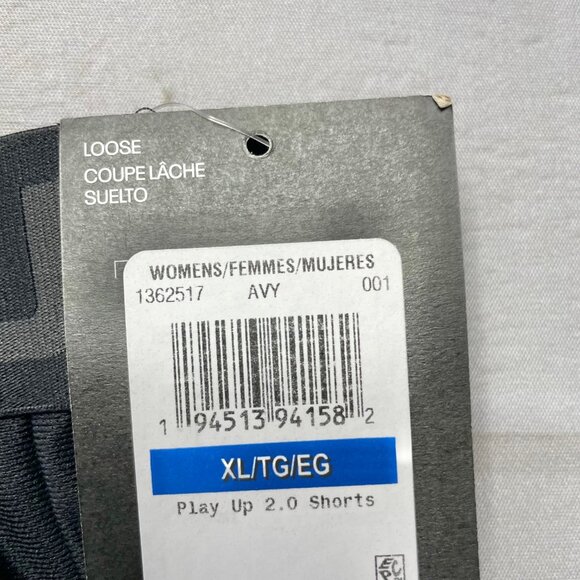 LOOSE
COUPE LÂCHE
SUELTO
WOMENS/FEMMES/MUJERES
1362517 AVY 001
1 94513 94158 2
XL/TG/EG
Play Up 2.0 Shorts